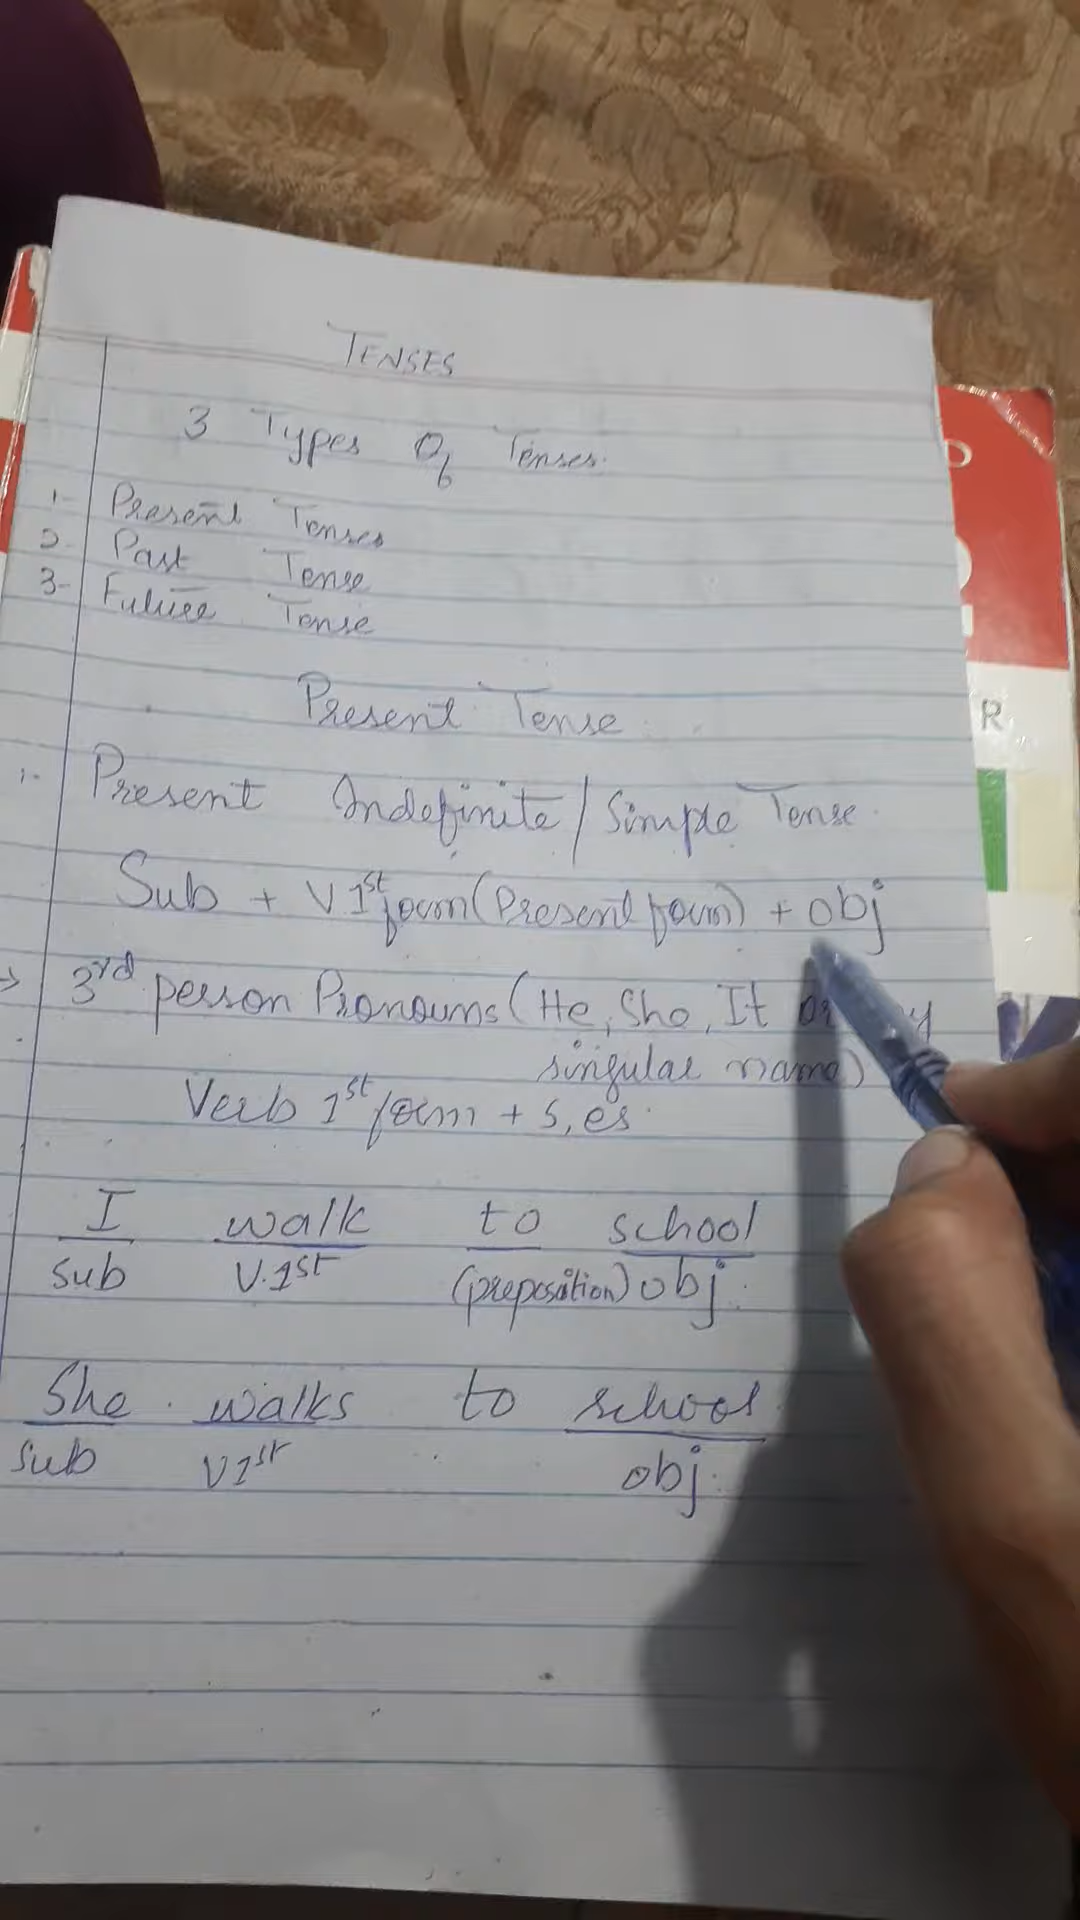 TENSES
3 Types Of Tenses.
1- Present Tenses
2- Past Tense
3- Future Tense
Present Tense
1- Present Indefinite / Simple Tense.
Sub + V 1st form (Present form) + obj
→ 3rd person Pronouns (He, She, It or
singular name)
Verb 1st form + s, es.
I walk to school
sub V.1st (preposition) obj.
She walks to school
sub V 1st obj.
R